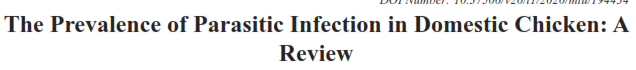 The Prevalence of Parasitic Infection in Domestic Chicken: A
Review